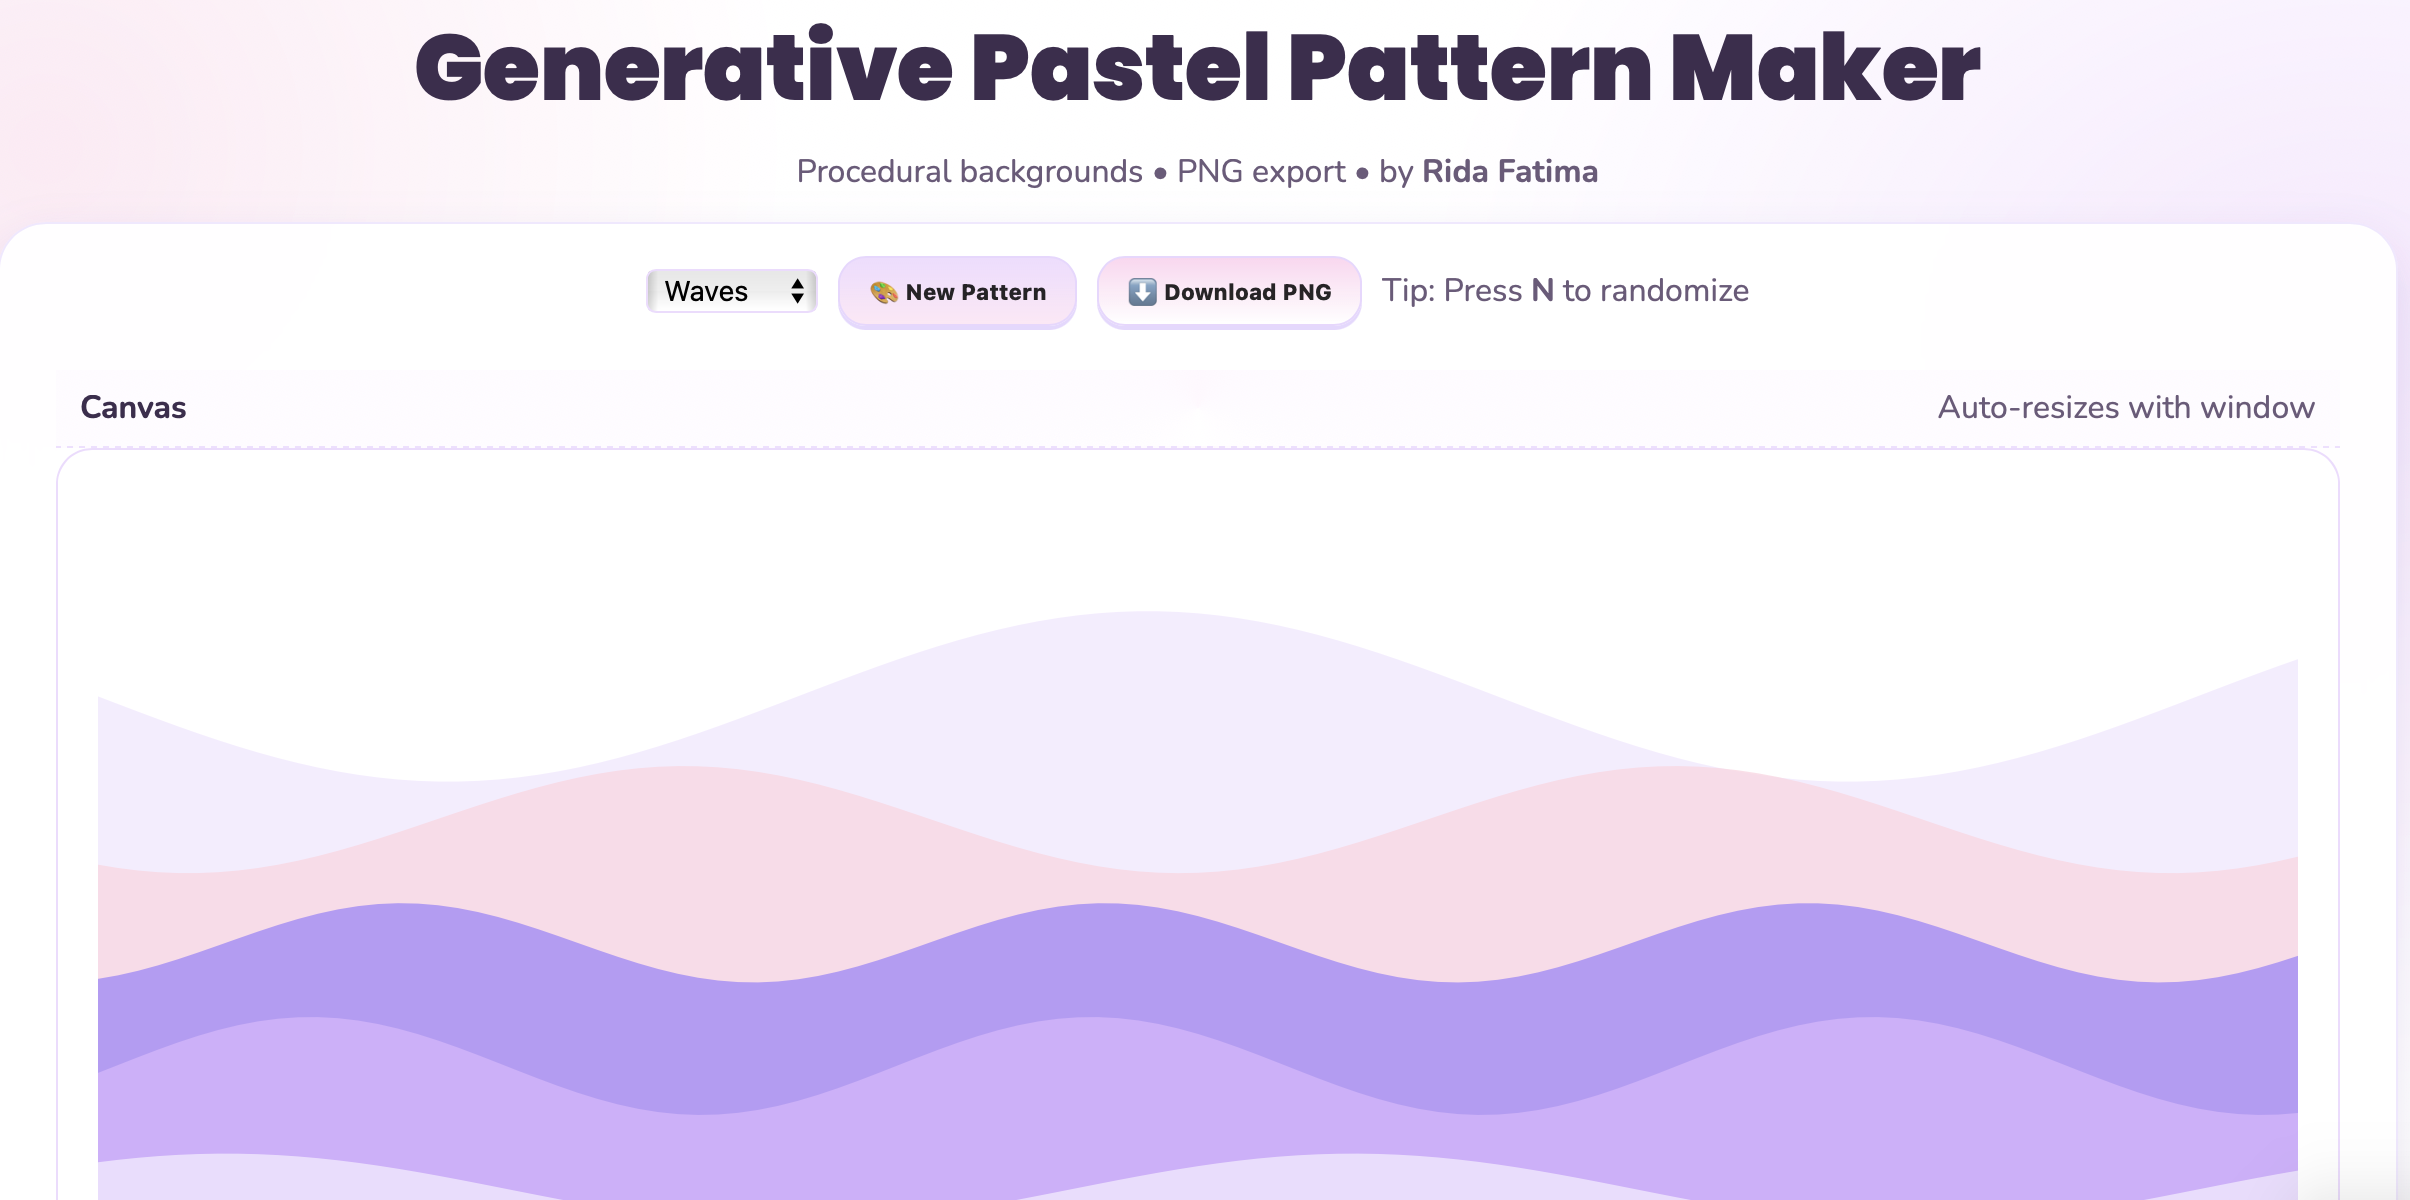 Generative Pastel Pattern Maker
Procedural backgrounds • PNG export • by Rida Fatima
Waves 🎨 New Pattern ⬇️ Download PNG Tip: Press N to randomize
Canvas Auto-resizes with window